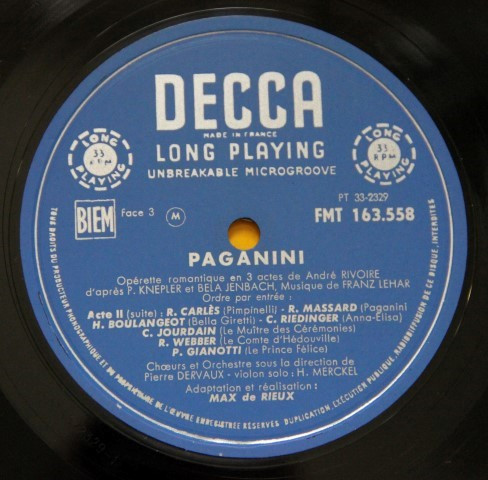 DECCA
MADE IN FRANCE
LONG PLAYING
UNBREAKABLE MICROGROOVE
LONG
33
R.P.M.
PLAYING
LONG
33
R.P.M.
PLAYING
PT 33-2329
BIEM
Face 3
M
FMT 163.558
PAGANINI
Opérette romantique en 3 actes de André RIVOIRE
d'après P. KNEPLER et BELA JENBACH, Musique de FRANZ LEHAR
Ordre par entrée :
Acte II (suite) : R. CARLÈS (Pimpinelli) - R. MASSARD (Paganini
H. BOULANGEOT (Bella Giretti) - C. RIEDINGER (Anna-Elisa)
C. JOURDAIN (Le Maître des Cérémonies)
R. WEBBER (Le Comte d'Hédouville)
P. GIANOTTI (Le Prince Félice)
Chœurs et Orchestre sous la direction de
Pierre DERVAUX - violon solo : H. MERCKEL
Adaptation et réalisation :
MAX de RIEUX
TOUS DROITS DU PRODUCTEUR PHONOGRAPHIQUE ET DU PROPRIETAIRE DE L'ŒUVRE ENREGISTRÉE RESERVES. DUPLICATION, EXÉCUTION PUBLIQUE, RADIODIFFUSION DE CE DISQUE, INTERDITES